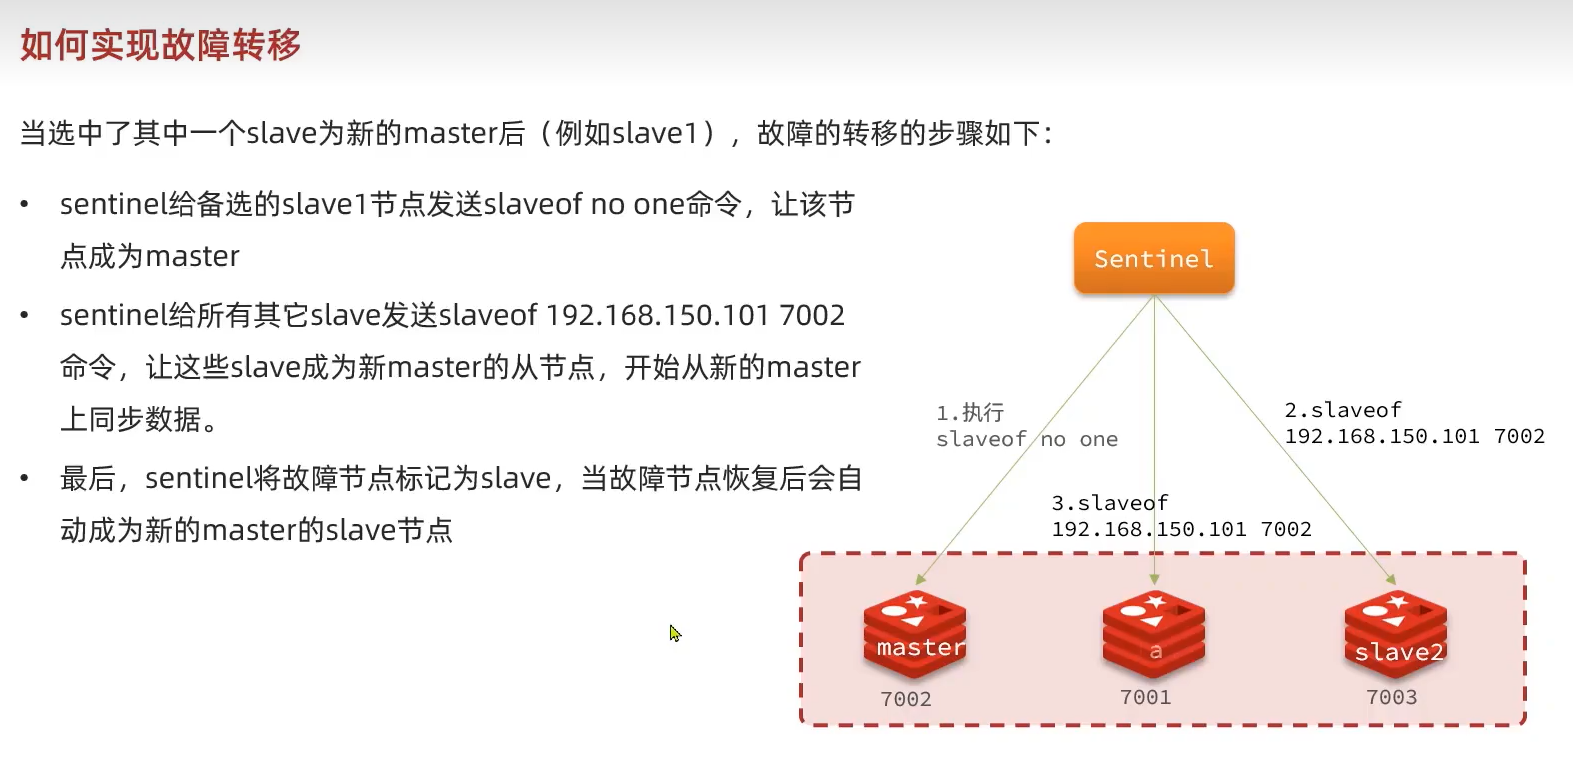 如何实现故障转移
当选中了其中一个slave为新的master后（例如slave1），故障的转移的步骤如下：
• sentinel给备选的slave1节点发送slaveof no one命令，让该节
点成为master
• sentinel给所有其它slave发送slaveof 192.168.150.101 7002
命令，让这些slave成为新master的从节点，开始从新的master
上同步数据。
• 最后，sentinel将故障节点标记为slave，当故障节点恢复后会自
动成为新的master的slave节点
Sentinel
1.执行
slaveof no one
2.slaveof
192.168.150.101 7002
3.slaveof
192.168.150.101 7002
master
a
slave2
7002
7001
7003